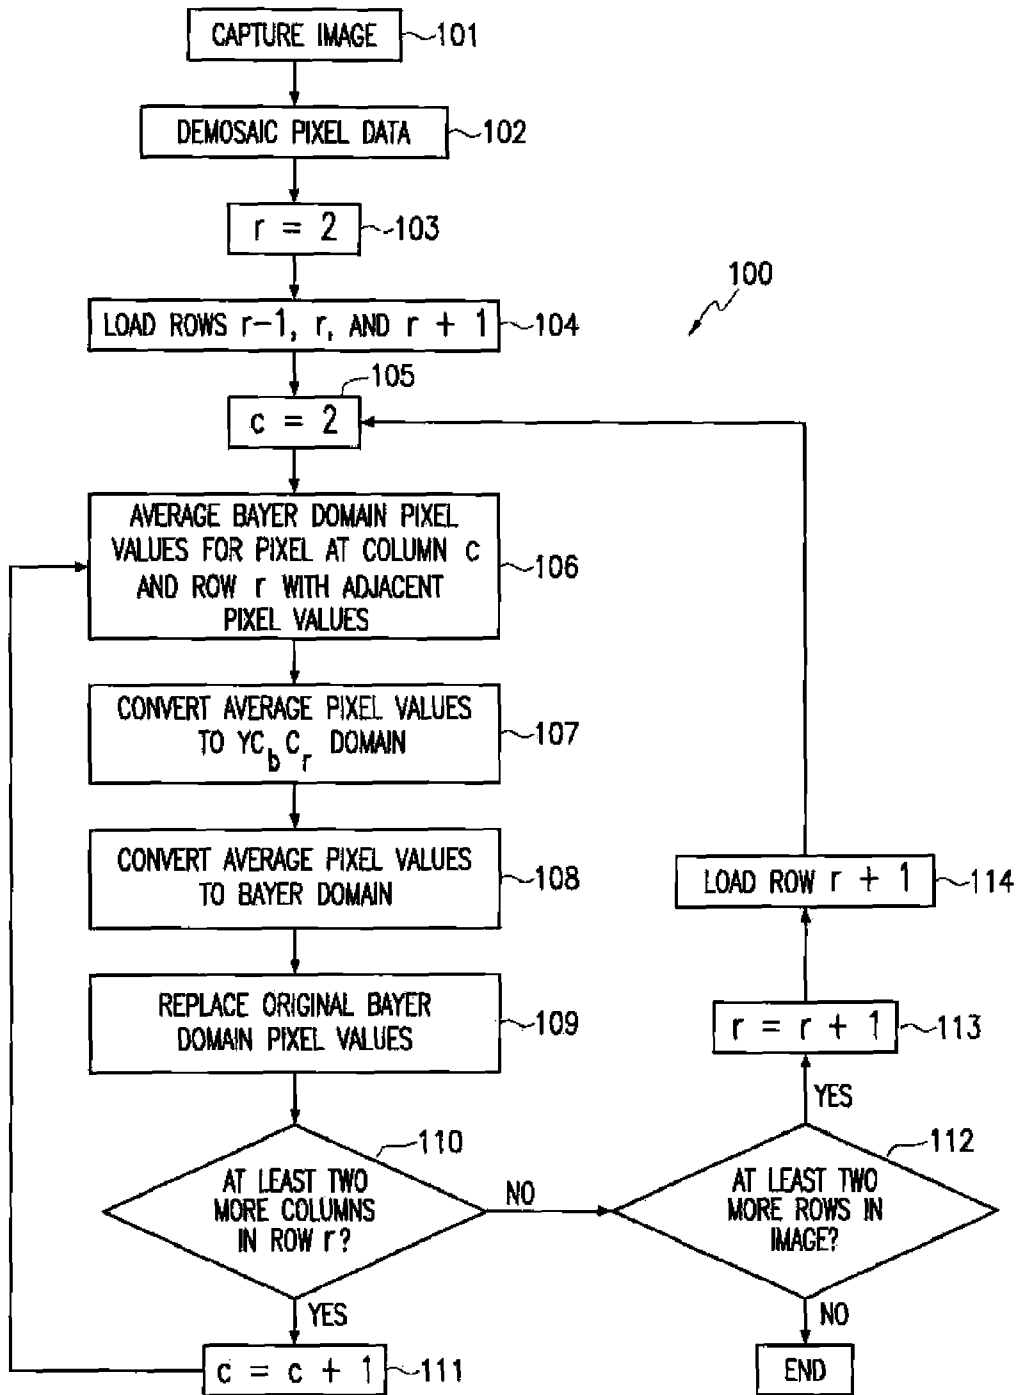 CAPTURE IMAGE
101
DEMOSAIC PIXEL DATA
102
r = 2
103
100
LOAD ROWS r-1, r, AND r + 1
104
105
c = 2
AVERAGE BAYER DOMAIN PIXEL
VALUES FOR PIXEL AT COLUMN c
AND ROW r WITH ADJACENT
PIXEL VALUES
106
CONVERT AVERAGE PIXEL VALUES
TO YCbCr DOMAIN
107
CONVERT AVERAGE PIXEL VALUES
TO BAYER DOMAIN
108
REPLACE ORIGINAL BAYER
DOMAIN PIXEL VALUES
109
110
AT LEAST TWO
MORE COLUMNS
IN ROW r?
NO
YES
c = c + 1
111
112
AT LEAST TWO
MORE ROWS IN
IMAGE?
YES
r = r + 1
113
LOAD ROW r + 1
114
NO
END